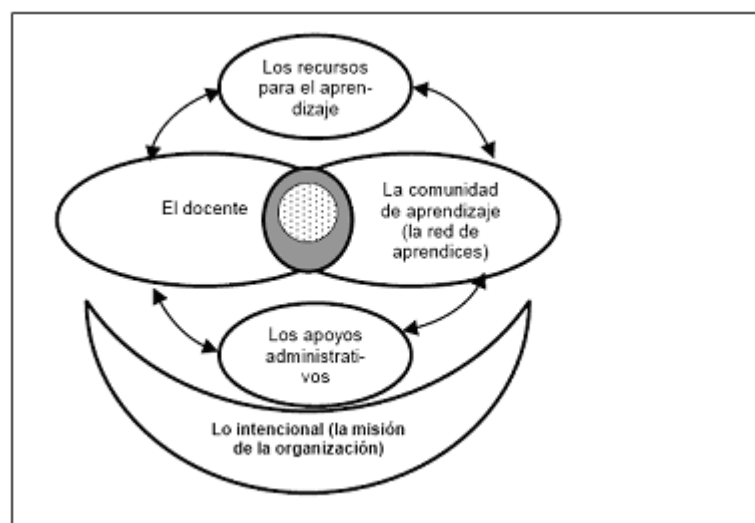 Los recursos
para el apren-
dizaje
El docente
La comunidad
de aprendizaje
(la red de
aprendices)
Los apoyos
administrati-
vos
Lo intencional (la misión
de la organización)